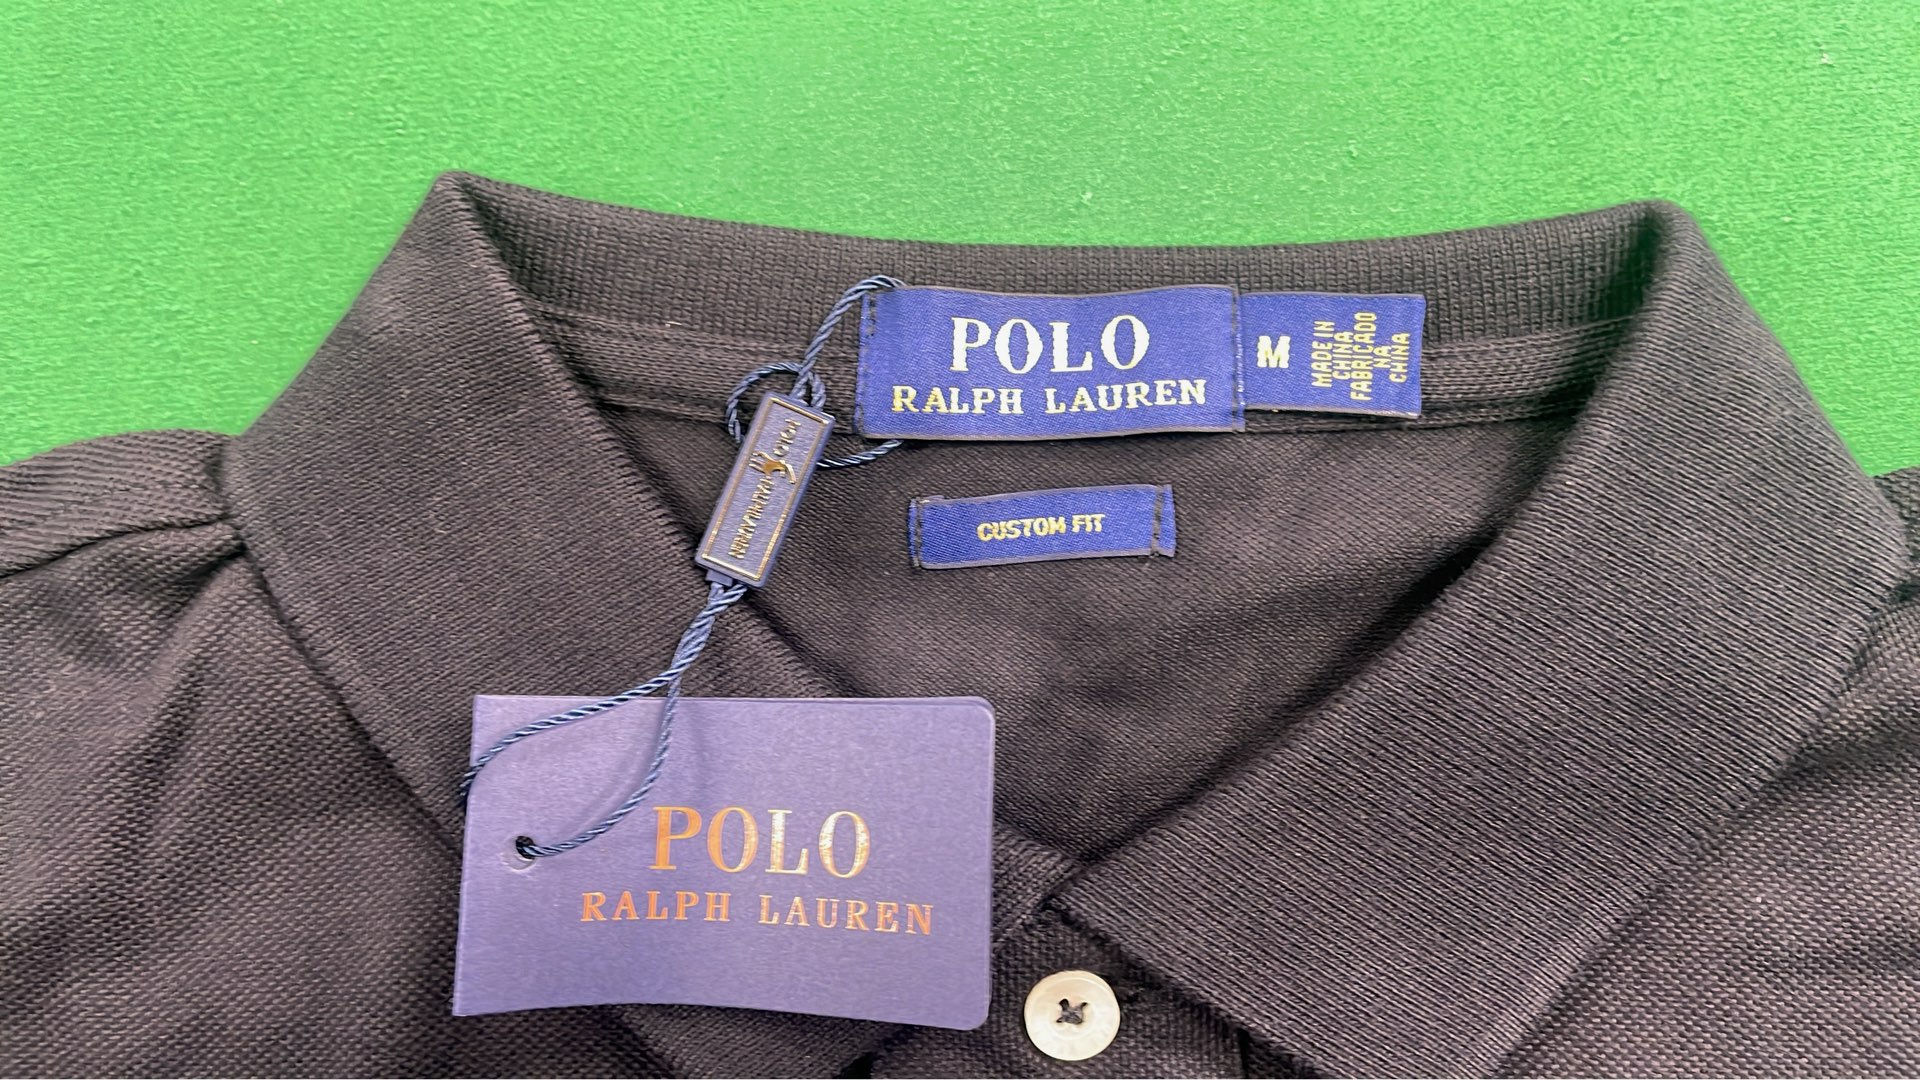 POLO
RALPH LAUREN
M
MADE IN
CHINA
FABRICADO
NA
CHINA
CUSTOM FIT
POLO
RALPH LAUREN